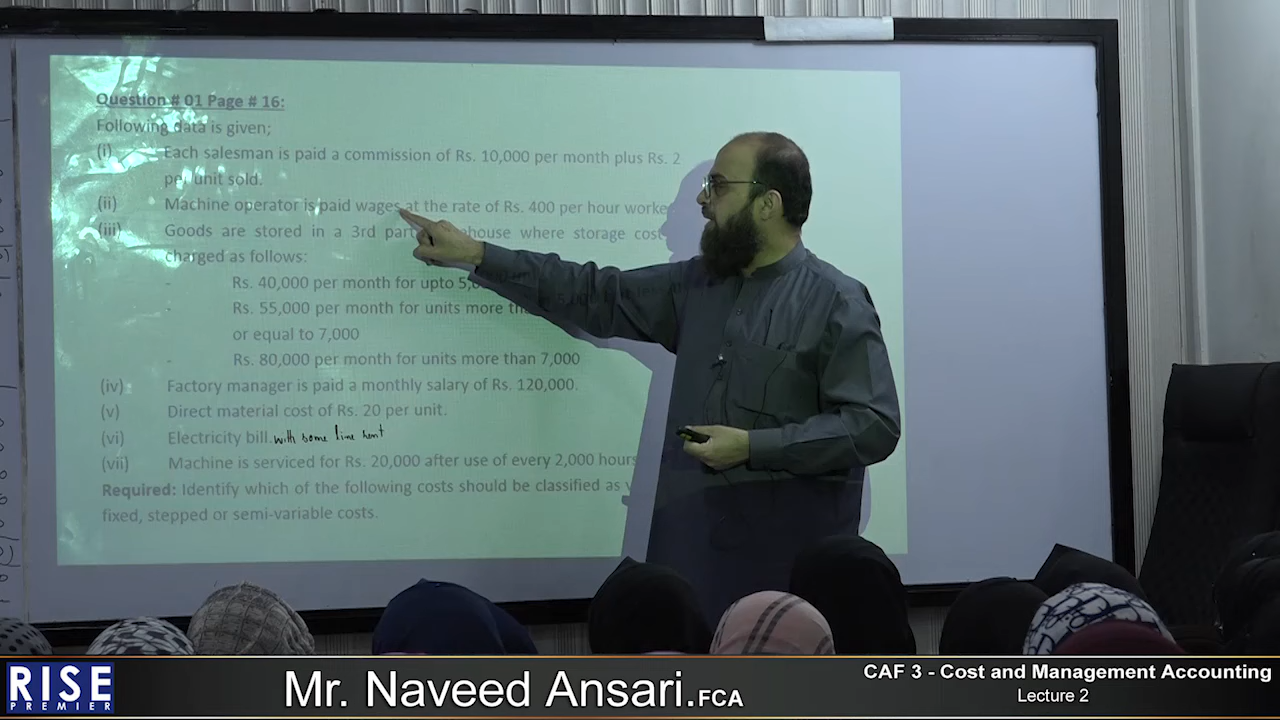 Question # 01 Page # 16:
Following data is given;
(i) Each salesman is paid a commission of Rs. 10,000 per month plus Rs. 2
per unit sold.
(ii) Machine operator is paid wages at the rate of Rs. 400 per hour worke
(iii) Goods are stored in a 3rd part house where storage cost
charged as follows:
- Rs. 40,000 per month for upto 5,
- Rs. 55,000 per month for units more
or equal to 7,000
- Rs. 80,000 per month for units more than 7,000
(iv) Factory manager is paid a monthly salary of Rs. 120,000.
(v) Direct material cost of Rs. 20 per unit.
(vi) Electricity bill. with some line rent
(vii) Machine is serviced for Rs. 20,000 after use of every 2,000 hours
Required: Identify which of the following costs should be classified as
fixed, stepped or semi-variable costs.
RISE
PREMIER
Mr. Naveed Ansari.FCA
CAF 3 - Cost and Management Accounting
Lecture 2